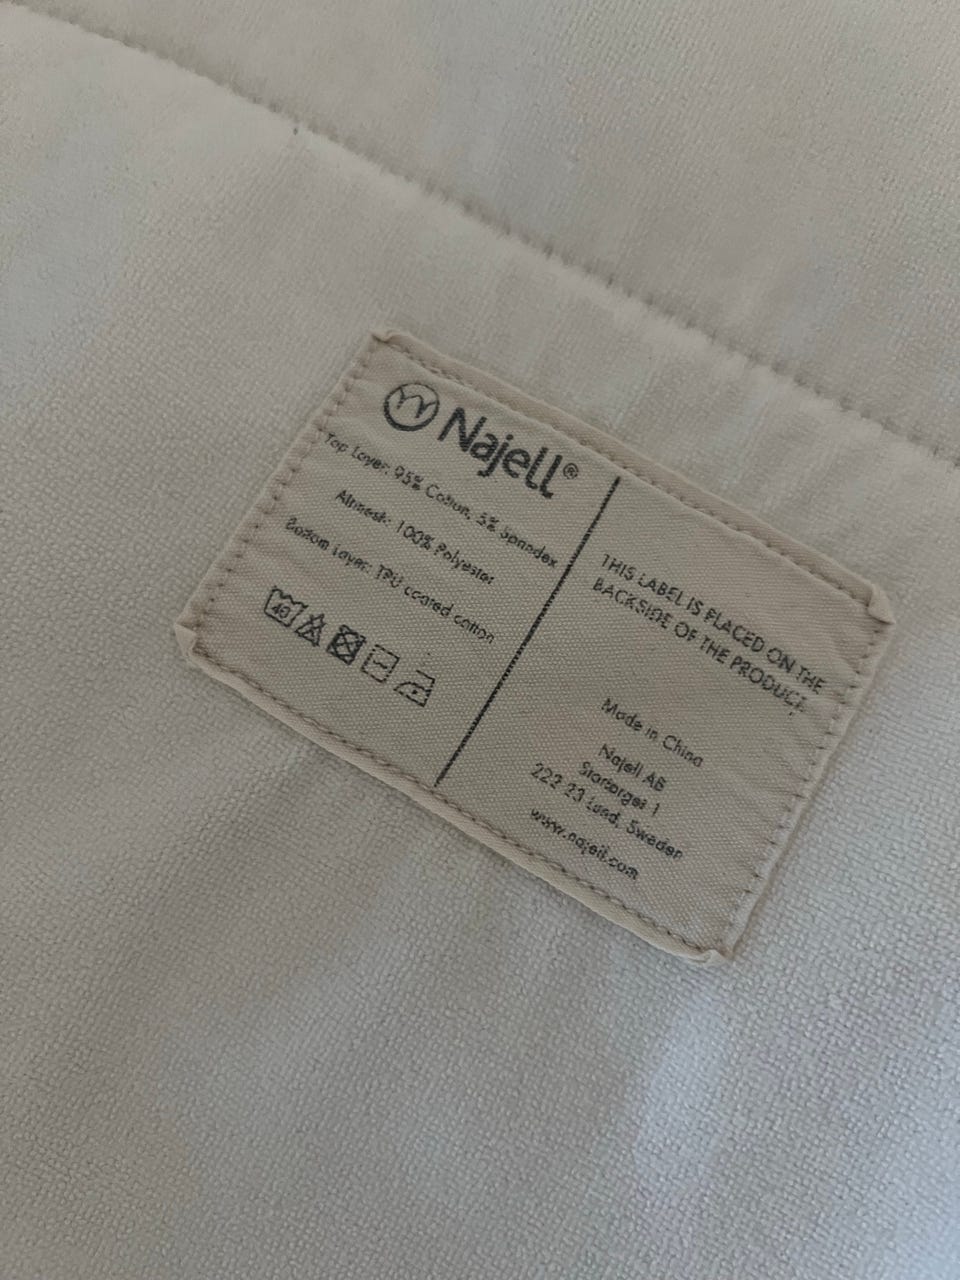 Najell®
Top Layer: 95% Cotton, 5% Spandex
Airmesh: 100% Polyester
Bottom Layer: TPU coated cotton
40
THIS LABEL IS PLACED ON THE
BACKSIDE OF THE PRODUCT.
Made in China
Najell AB
Stortorget 1
222 23 Lund, Sweden
www.najell.com